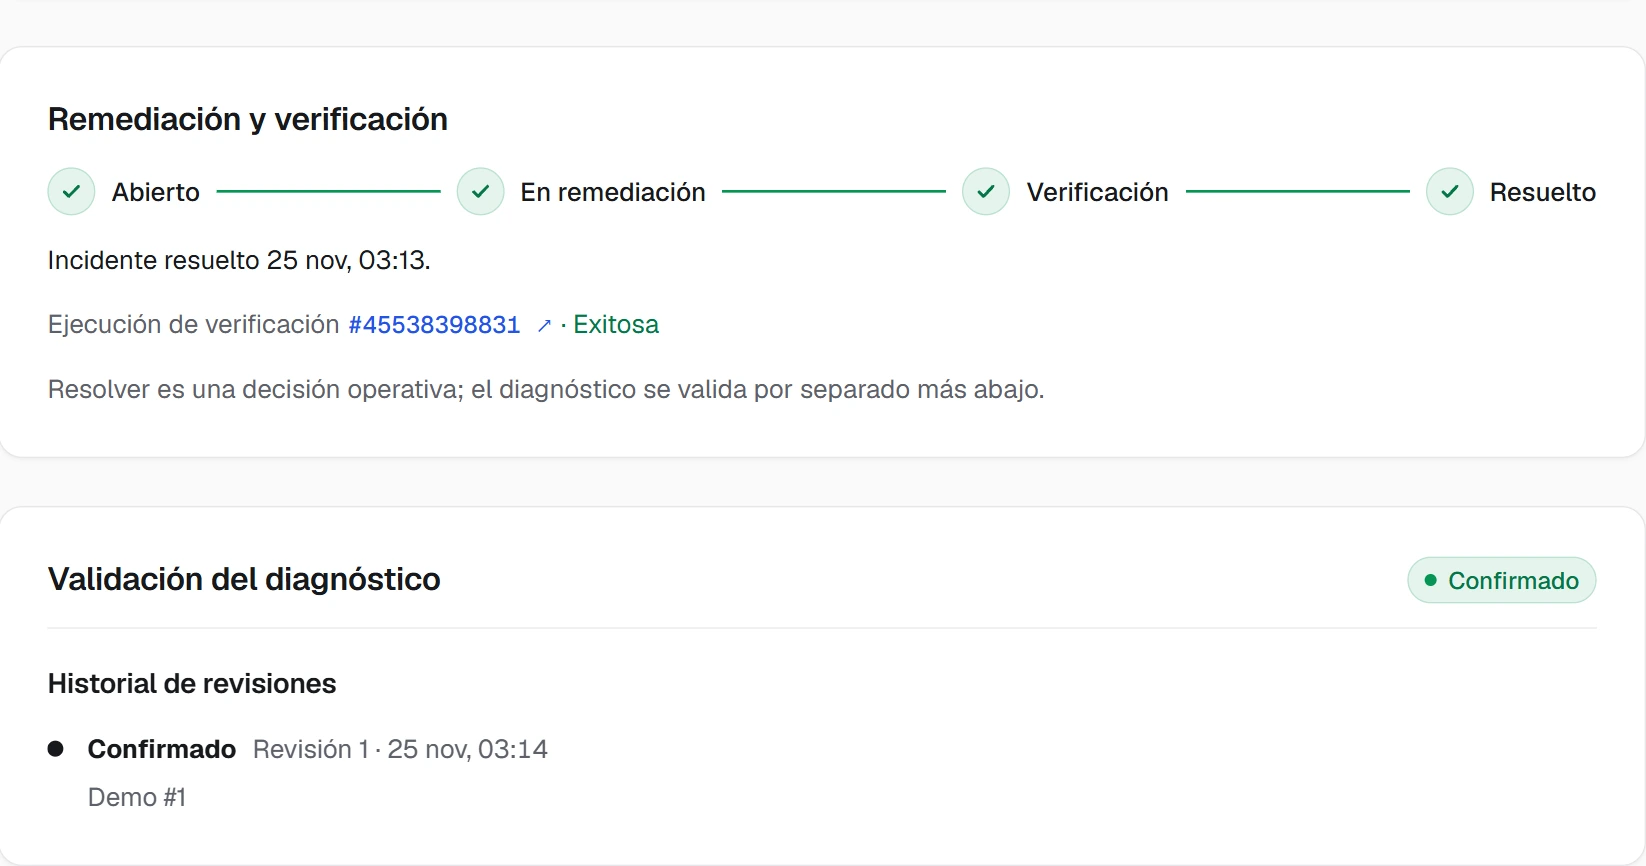 Remediación y verificación
Abierto En remediación Verificación Resuelto
Incidente resuelto 25 nov, 03:13.
Ejecución de verificación #45538398831 ↗ · Exitosa
Resolver es una decisión operativa; el diagnóstico se valida por separado más abajo.
Validación del diagnóstico
Confirmado
Historial de revisiones
Confirmado Revisión 1 · 25 nov, 03:14
Demo #1